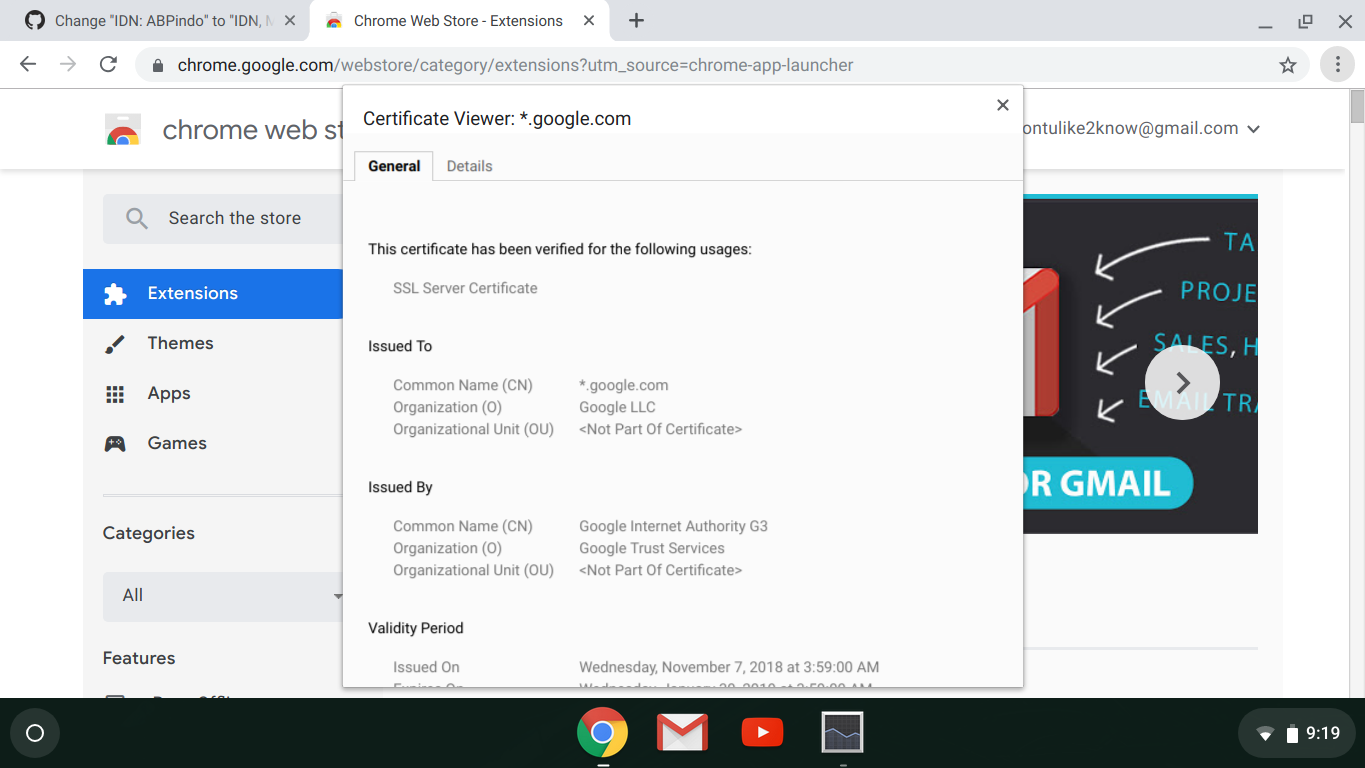 Change "IDN: ABPindo" to "IDN,
Chrome Web Store - Extensions
chrome.google.com/webstore/category/extensions?utm_source=chrome-app-launcher
chrome web st
ontulike2know@gmail.com
Certificate Viewer: *.google.com
General Details
Search the store
Extensions
Themes
Apps
Games
Categories
All
Features
This certificate has been verified for the following usages:
SSL Server Certificate
Issued To
Common Name (CN) *.google.com
Organization (O) Google LLC
Organizational Unit (OU) <Not Part Of Certificate>
Issued By
Common Name (CN) Google Internet Authority G3
Organization (O) Google Trust Services
Organizational Unit (OU) <Not Part Of Certificate>
Validity Period
Issued On Wednesday, November 7, 2018 at 3:59:00 AM
TA
PROJE
SALES, H
EMAIL TRA
OR GMAIL
9:19